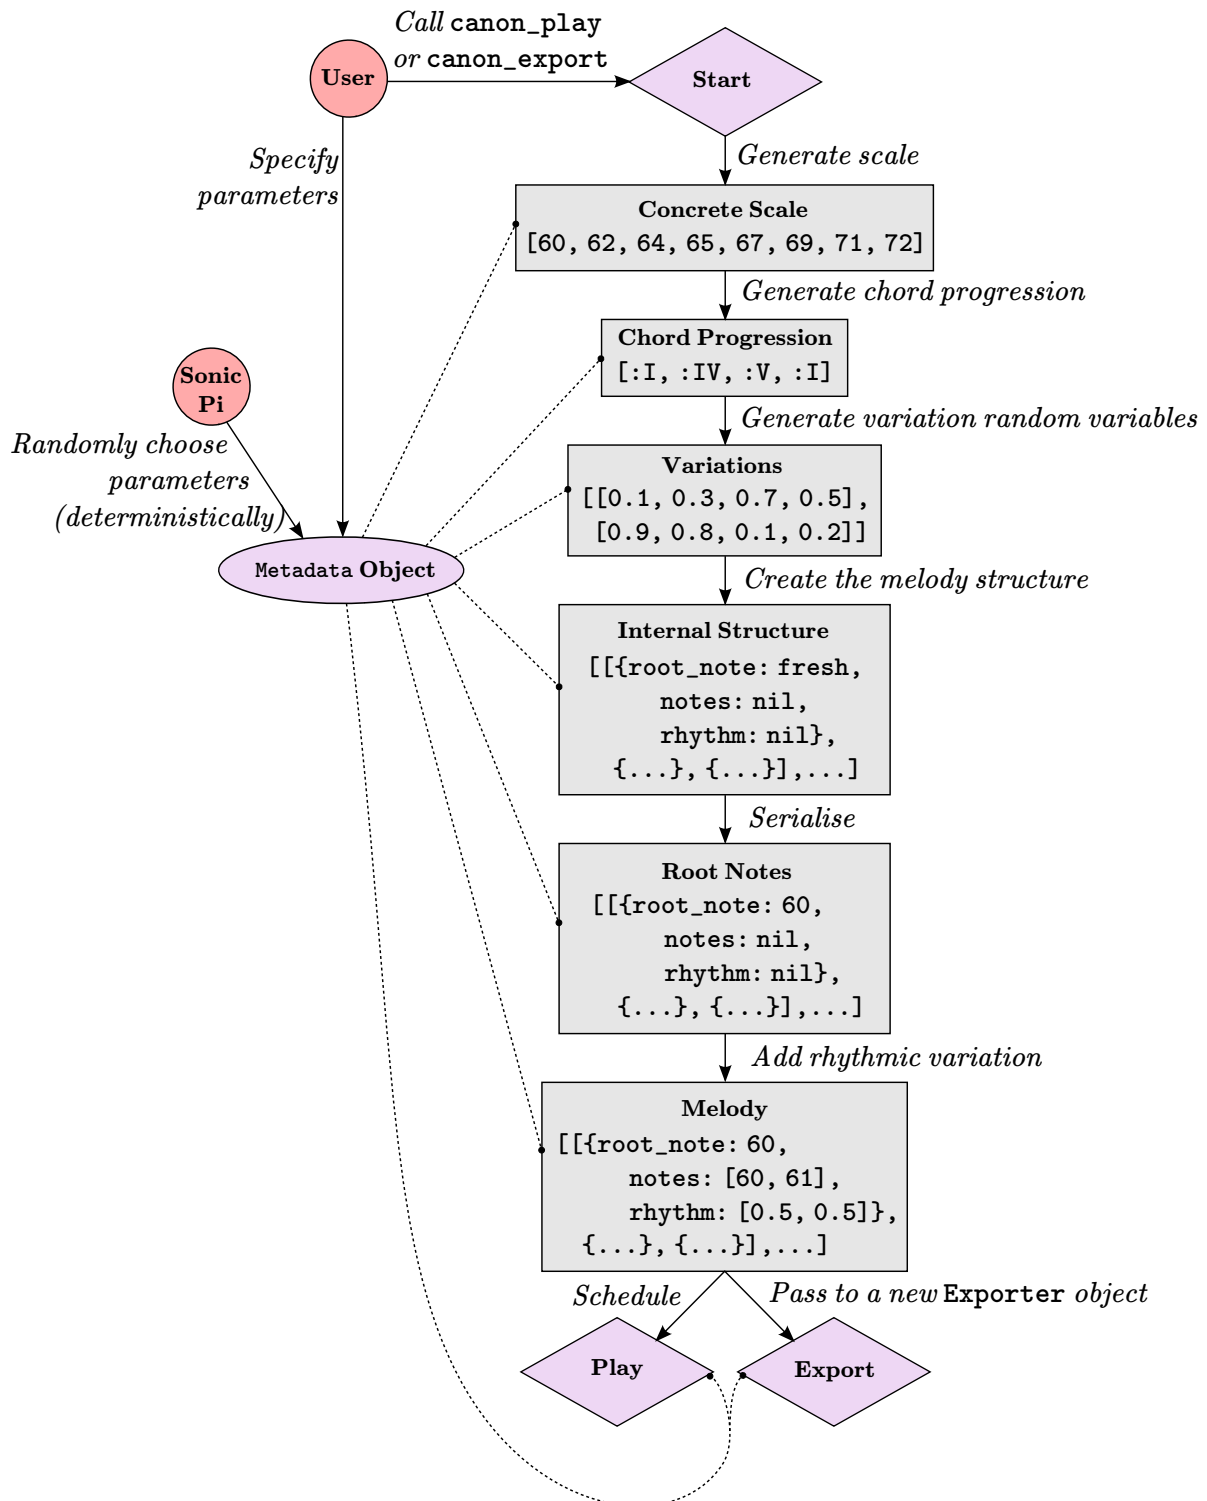 Call canon_play
or canon_export
User
Start
Specify
parameters
Generate scale
Concrete Scale
[60, 62, 64, 65, 67, 69, 71, 72]
Generate chord progression
Chord Progression
[:I, :IV, :V, :I]
Sonic
Pi
Randomly choose
parameters
(deterministically)
Generate variation random variables
Variations
[[0.1, 0.3, 0.7, 0.5],
[0.9, 0.8, 0.1, 0.2]]
Metadata Object
Create the melody structure
Internal Structure
[[{root_note: fresh,
notes: nil,
rhythm: nil},
{...}, {...}],...]
Serialise
Root Notes
[[{root_note: 60,
notes: nil,
rhythm: nil},
{...}, {...}],...]
Add rhythmic variation
Melody
[[{root_note: 60,
notes: [60, 61],
rhythm: [0.5, 0.5]},
{...}, {...}],...]
Schedule
Pass to a new Exporter object
Play
Export